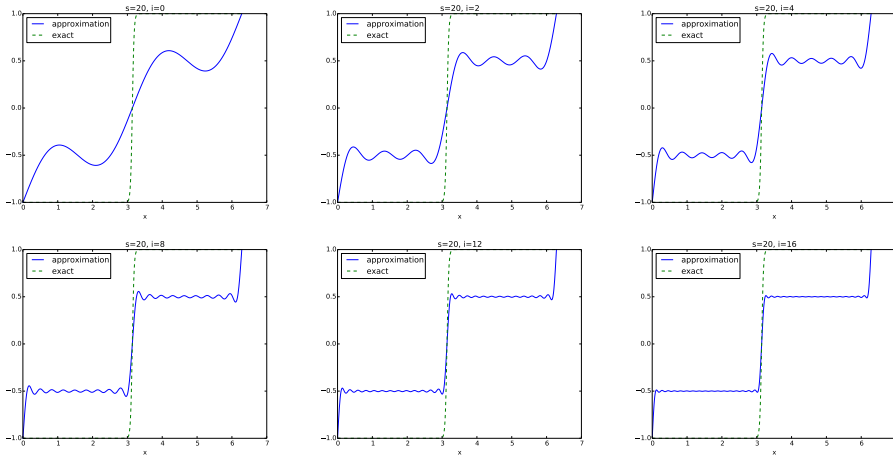 s=20, i=0
approximation
exact
1.0
0.5
0.0
−0.5
−1.0
0 1 2 3 4 5 6 7
x
s=20, i=2
approximation
exact
1.0
0.5
0.0
−0.5
−1.0
0 1 2 3 4 5 6 7
x
s=20, i=4
approximation
exact
1.0
0.5
0.0
−0.5
−1.0
0 1 2 3 4 5 6 7
x
s=20, i=8
approximation
exact
1.0
0.5
0.0
−0.5
−1.0
0 1 2 3 4 5 6 7
x
s=20, i=12
approximation
exact
1.0
0.5
0.0
−0.5
−1.0
0 1 2 3 4 5 6 7
x
s=20, i=16
approximation
exact
1.0
0.5
0.0
−0.5
−1.0
0 1 2 3 4 5 6 7
x